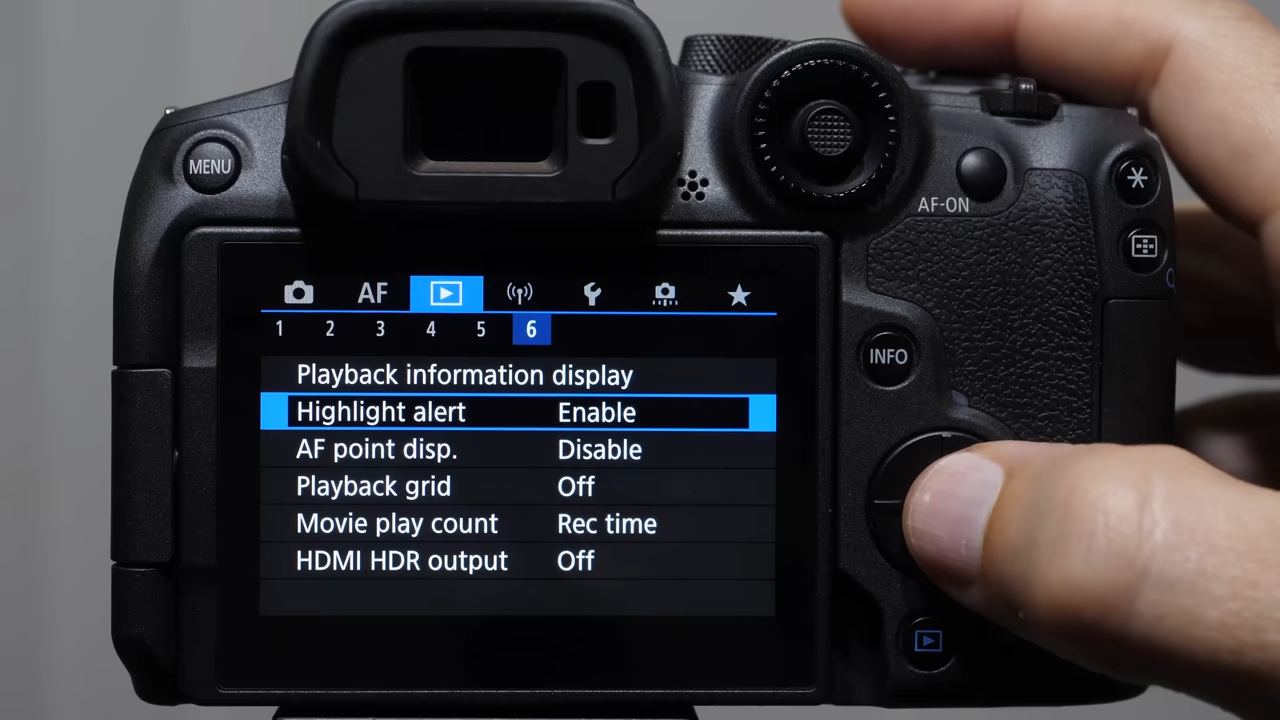 MENU
AF-ON
INFO
AF
1 2 3 4 5 6
Playback information display
Highlight alert Enable
AF point disp. Disable
Playback grid Off
Movie play count Rec time
HDMI HDR output Off